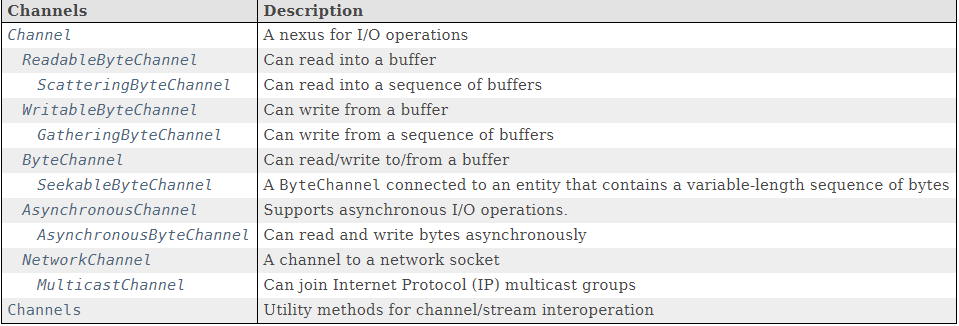 Channels Description
Channel A nexus for I/O operations
ReadableByteChannel Can read into a buffer
ScatteringByteChannel Can read into a sequence of buffers
WritableByteChannel Can write from a buffer
GatheringByteChannel Can write from a sequence of buffers
ByteChannel Can read/write to/from a buffer
SeekableByteChannel A ByteChannel connected to an entity that contains a variable-length sequence of bytes
AsynchronousChannel Supports asynchronous I/O operations.
AsynchronousByteChannel Can read and write bytes asynchronously
NetworkChannel A channel to a network socket
MulticastChannel Can join Internet Protocol (IP) multicast groups
Channels Utility methods for channel/stream interoperation